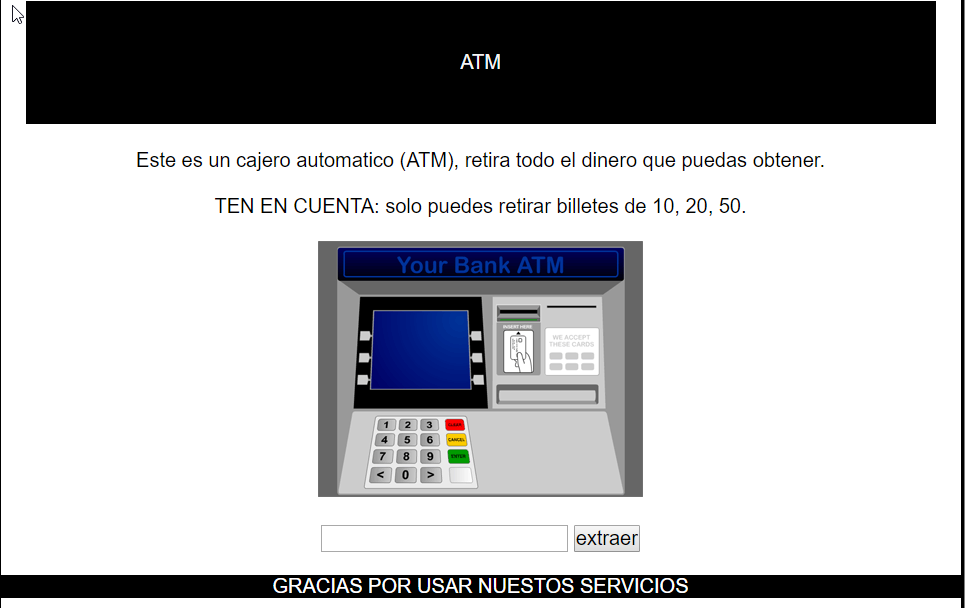 ATM
Este es un cajero automatico (ATM), retira todo el dinero que puedas obtener.
TEN EN CUENTA: solo puedes retirar billetes de 10, 20, 50.
Your Bank ATM
INSERT HERE
WE ACCEPT
THESE CARDS
1 2 3
4 5 6 CANCEL
7 8 9 ENTER
< 0 >
extraer
GRACIAS POR USAR NUESTOS SERVICIOS